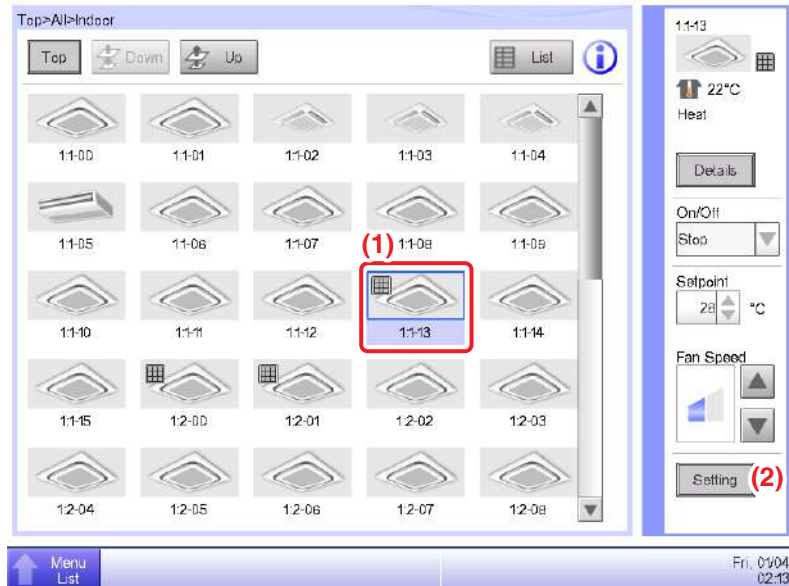 Top>All>Indoor
Top Down Up List
1:1-00 1:1-01 1:1-02 1:1-03 1:1-04
1:1-05 1:1-06 1:1-07 1:1-08 1:1-09
(1)
1:1-10 1:1-11 1:1-12 1:1-13 1:1-14
1:1-15 1:2-00 1:2-01 1:2-02 1:2-03
1:2-04 1:2-05 1:2-06 1:2-07 1:2-08
1:1-13
22°C
Heat
Details
On/Off
Stop
Setpoint
28 °C
Fan Speed
Setting (2)
Menu
List
Fri, 01/04
02:13